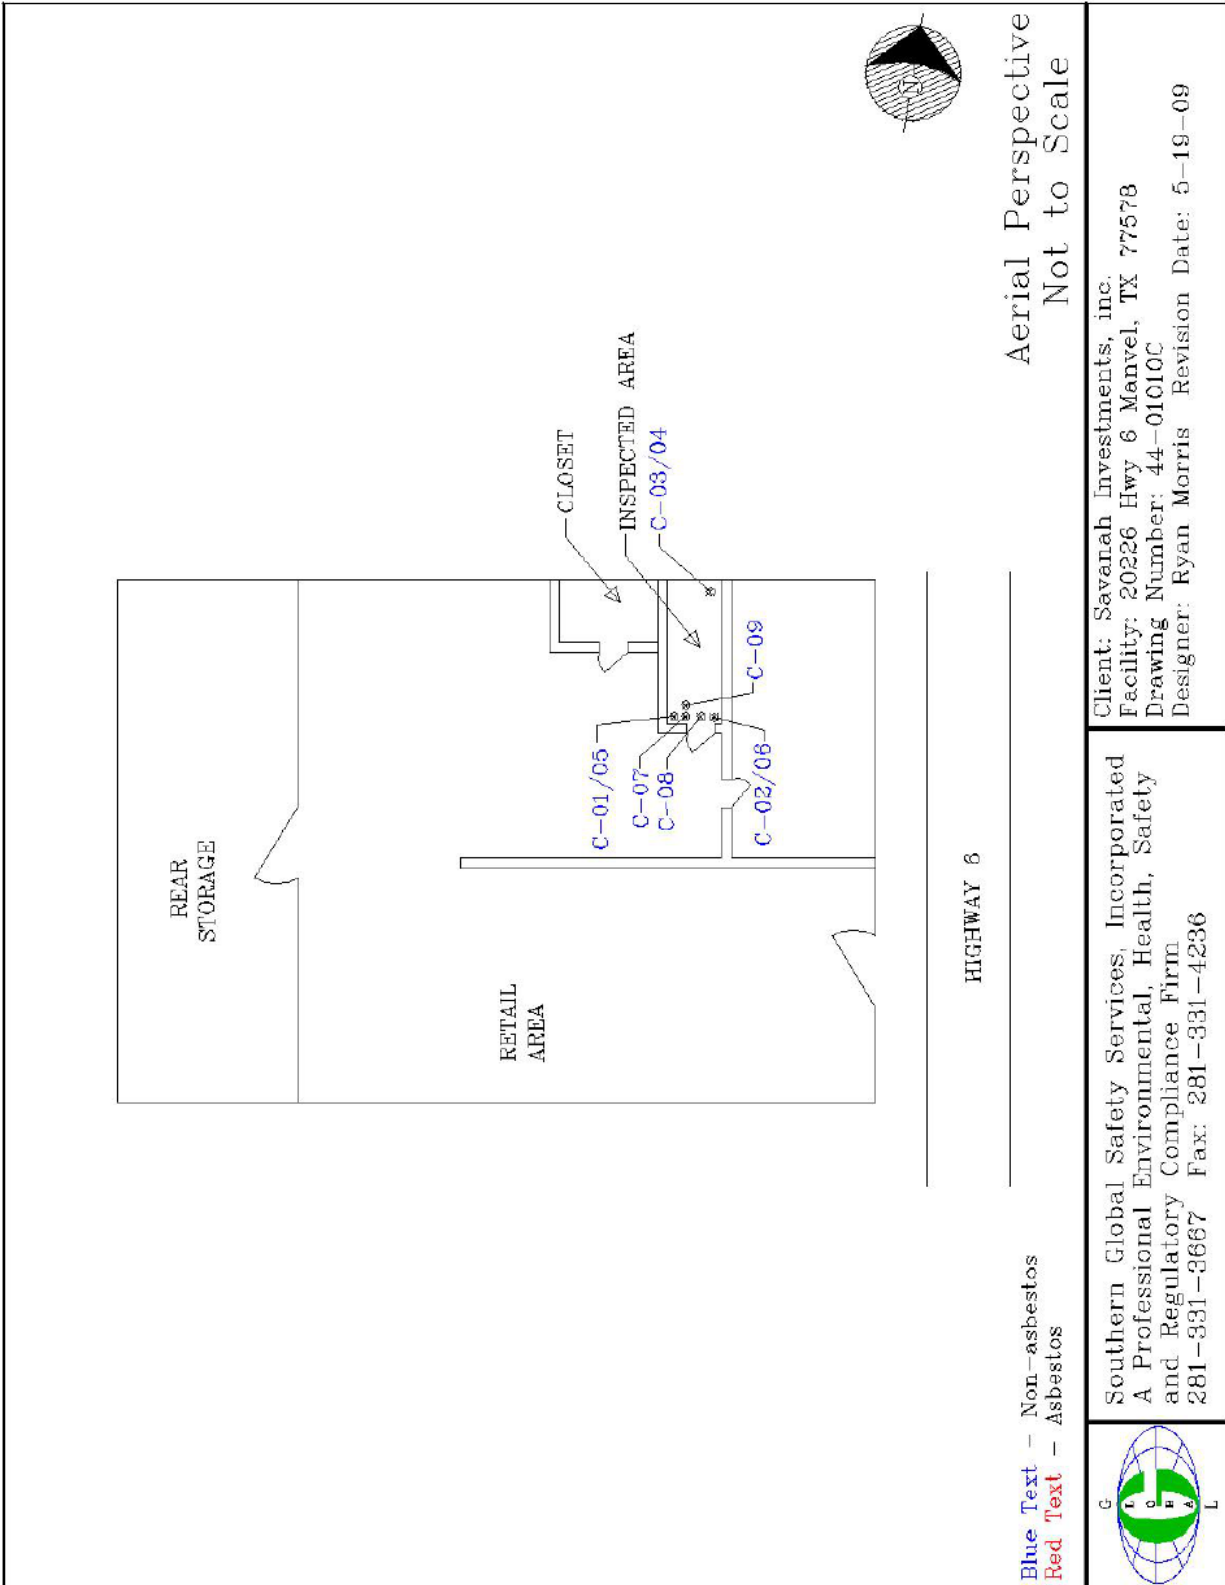 REAR
STORAGE
RETAIL
AREA
CLOSET
INSPECTED AREA
C-03/04
C-01/05
C-07
C-08
C-09
C-02/06
HIGHWAY 6
N
Aerial Perspective
Not to Scale
Blue Text - Non-asbestos
Red Text - Asbestos
G
L
O
B
A
L
Southern Global Safety Services, Incorporated
A Professional Environmental, Health, Safety
and Regulatory Compliance Firm
281-331-3667 Fax: 281-331-4236
Client: Savanah Investments, inc.
Facility: 20226 Hwy 6 Manvel, TX 77578
Drawing Number: 44-01010C
Designer: Ryan Morris Revision Date: 5-19-09